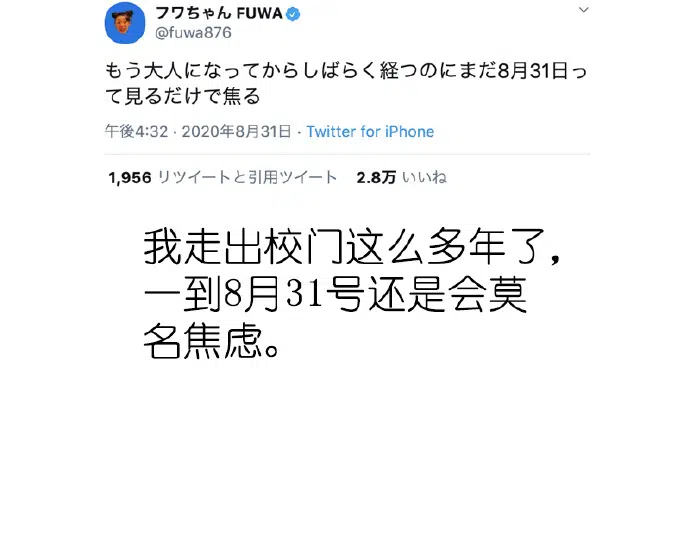 フワちゃん FUWA
@fuwa876
もう大人になってからしばらく経つのにまだ8月31日っ
て見るだけで焦る
午後4:32 · 2020年8月31日 · Twitter for iPhone
1,956 リツイートと引用ツイート 2.8万 いいね
我走出校门这么多年了，
一到8月31号还是会莫
名焦虑。